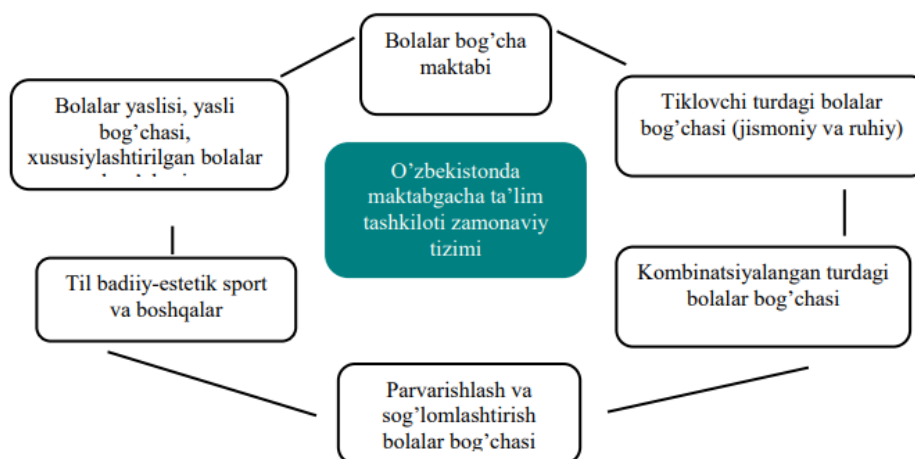 Bolalar bog’cha
maktabi
Bolalar yaslisi, yasli
bog’chasi,
xususiylashtirilgan bolalar
Tiklovchi turdagi bolalar
bog’chasi (jismoniy va ruhiy)
O’zbekistonda
maktabgacha ta’lim
tashkiloti zamonaviy
tizimi
Til badiiy-estetik sport
va boshqalar
Kombinatsiyalangan turdagi
bolalar bog’chasi
Parvarishlash va
sog’lomlashtirish
bolalar bog’chasi